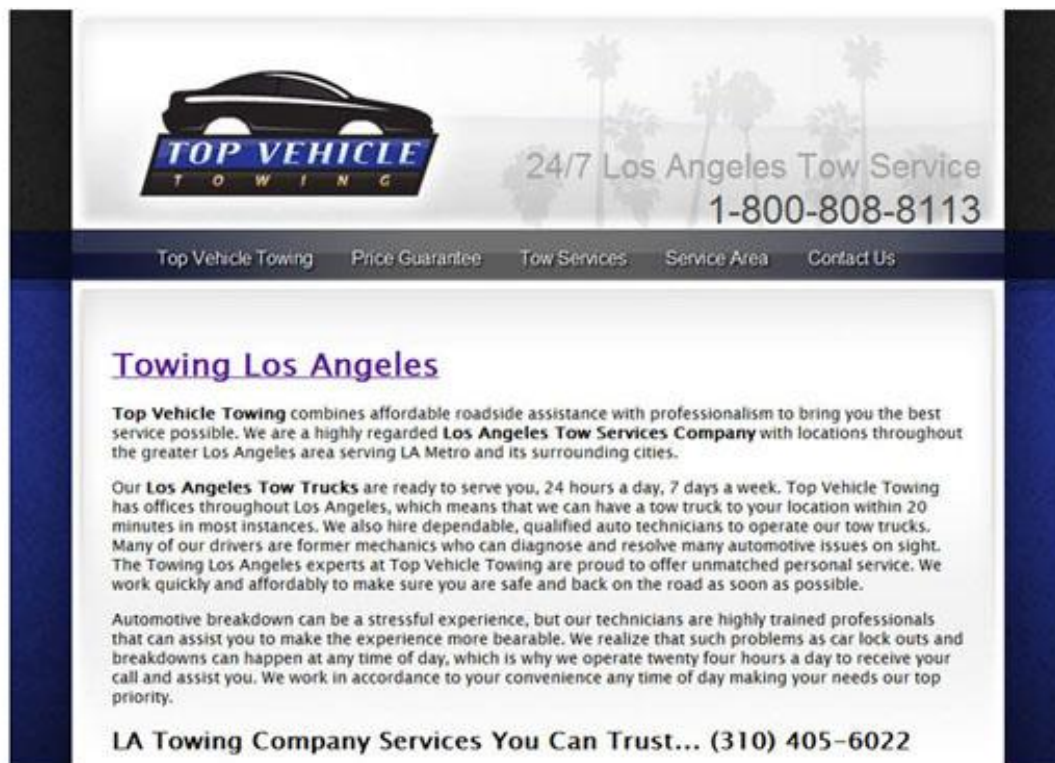 TOP VEHICLE
TOWING
24/7 Los Angeles Tow Service
1-800-808-8113
Top Vehicle Towing Price Guarantee Tow Services Service Area Contact Us
Towing Los Angeles
Top Vehicle Towing combines affordable roadside assistance with professionalism to bring you the best
service possible. We are a highly regarded Los Angeles Tow Services Company with locations throughout
the greater Los Angeles area serving LA Metro and its surrounding cities.
Our Los Angeles Tow Trucks are ready to serve you, 24 hours a day, 7 days a week. Top Vehicle Towing
has offices throughout Los Angeles, which means that we can have a tow truck to your location within 20
minutes in most instances. We also hire dependable, qualified auto technicians to operate our tow trucks.
Many of our drivers are former mechanics who can diagnose and resolve many automotive issues on sight.
The Towing Los Angeles experts at Top Vehicle Towing are proud to offer unmatched personal service. We
work quickly and affordably to make sure you are safe and back on the road as soon as possible.
Automotive breakdown can be a stressful experience, but our technicians are highly trained professionals
that can assist you to make the experience more bearable. We realize that such problems as car lock outs and
breakdowns can happen at any time of day, which is why we operate twenty four hours a day to receive your
call and assist you. We work in accordance to your convenience any time of day making your needs our top
priority.
LA Towing Company Services You Can Trust... (310) 405-6022